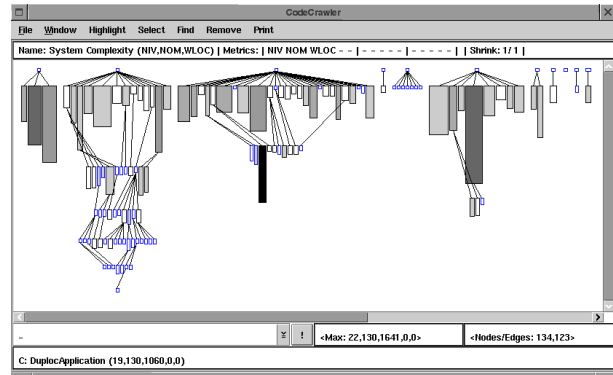 CodeCrawler
File Window Highlight Select Find Remove Print
Name: System Complexity (NIV,NOM,WLOC) | Metrics: | NIV NOM WLOC - - | - - - - - | - - - - - | | Shrink: 1/ 1 |
- ! <Max: 22,130,1641,0,0> <Nodes/Edges: 134,123>
C: DuplocApplication (19,130,1060,0,0)